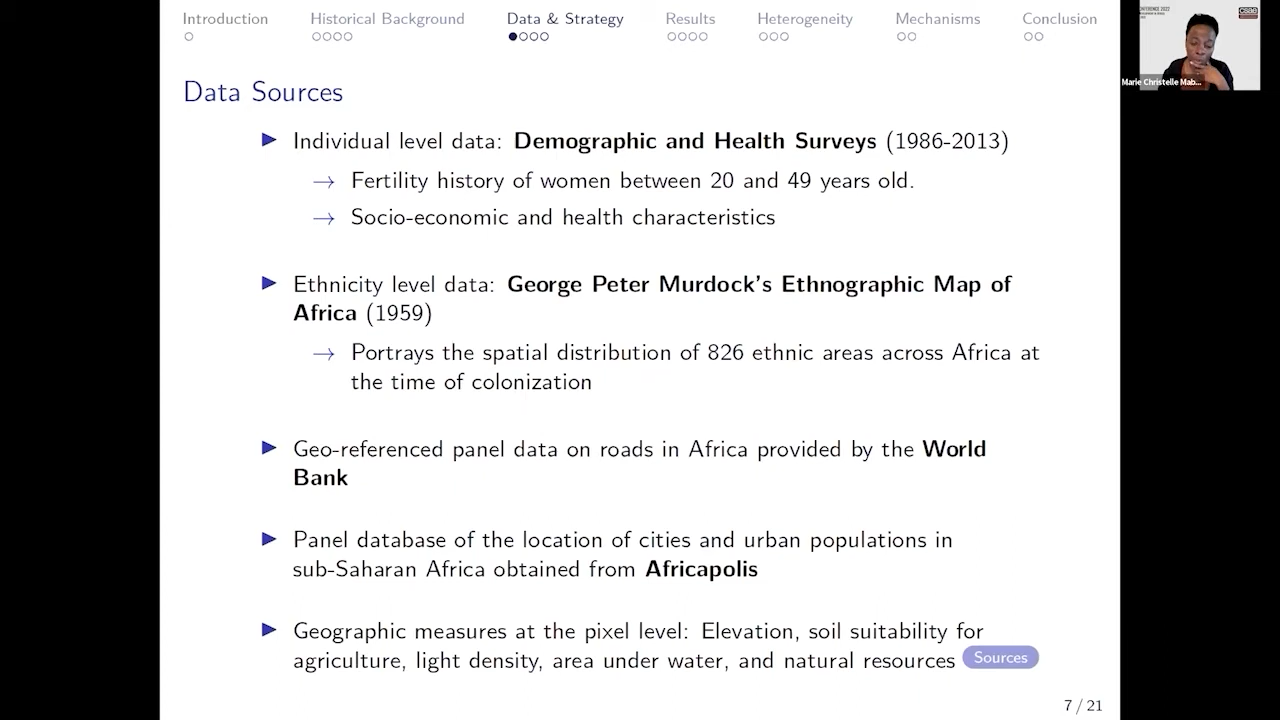 Introduction Historical Background Data & Strategy Results Heterogeneity Mechanisms Conclusion
Data Sources
Individual level data: Demographic and Health Surveys (1986-2013)
→ Fertility history of women between 20 and 49 years old.
→ Socio-economic and health characteristics
Ethnicity level data: George Peter Murdock's Ethnographic Map of
Africa (1959)
→ Portrays the spatial distribution of 826 ethnic areas across Africa at
the time of colonization
Geo-referenced panel data on roads in Africa provided by the World
Bank
Panel database of the location of cities and urban populations in
sub-Saharan Africa obtained from Africapolis
Geographic measures at the pixel level: Elevation, soil suitability for
agriculture, light density, area under water, and natural resources Sources
7 / 21
CONFERENCE 2022
csae
Marie Christelle Mab...